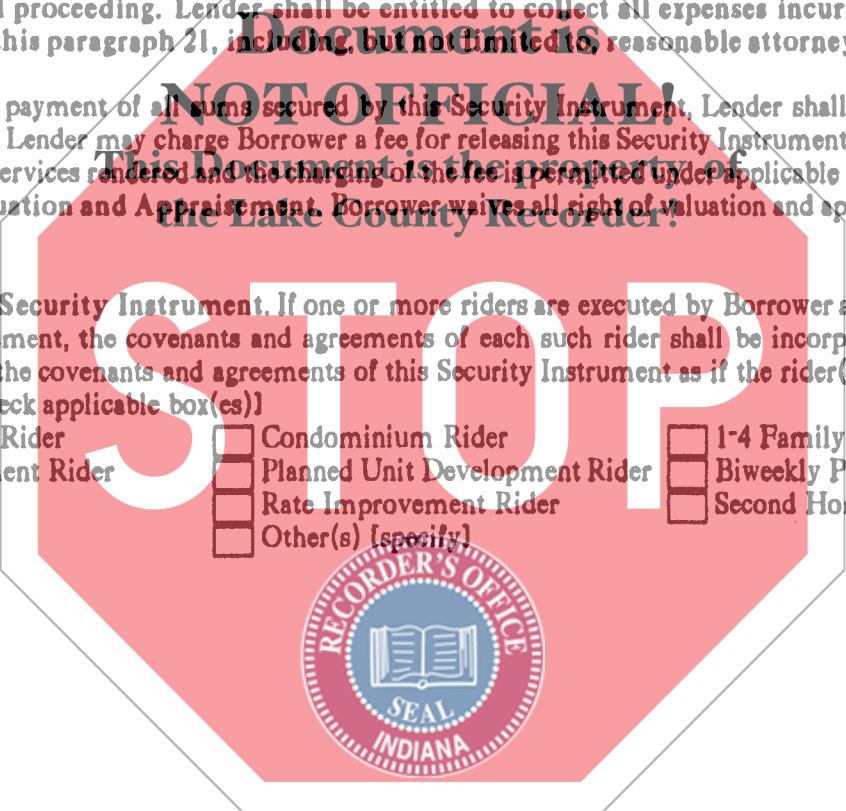 l proceeding. Lender shall be entitled to collect all expenses incur
Document is
this paragraph 21, including, but not limited to, reasonable attorney
NOT OFFICIAL!
payment of all sums secured by this Security Instrument, Lender shall
Lender may charge Borrower a fee for releasing this Security Instrument
This Document is the property of
ervices rendered and the charging of the fee is permitted under applicable
uation and Appraisement. Borrower waives all right of valuation and ap
the Lake County Recorder!
STOP
Security Instrument. If one or more riders are executed by Borrower a
ment, the covenants and agreements of each such rider shall be incorp
the covenants and agreements of this Security Instrument as if the rider(
eck applicable box(es)]
Rider Condominium Rider 1-4 Family
ent Rider Planned Unit Development Rider Biweekly P
Rate Improvement Rider Second Ho
Other(s) [specify]
RECORDER'S OFFICE
SEAL
INDIANA